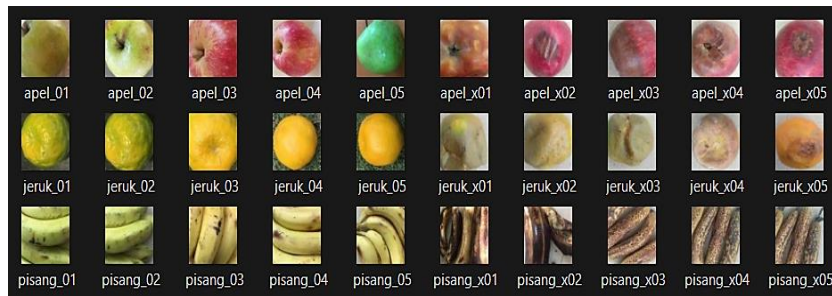 apel_01 apel_02 apel_03 apel_04 apel_05 apel_x01 apel_x02 apel_x03 apel_x04 apel_x05
jeruk_01 jeruk_02 jeruk_03 jeruk_04 jeruk_05 jeruk_x01 jeruk_x02 jeruk_x03 jeruk_x04 jeruk_x05
pisang_01 pisang_02 pisang_03 pisang_04 pisang_05 pisang_x01 pisang_x02 pisang_x03 pisang_x04 pisang_x05